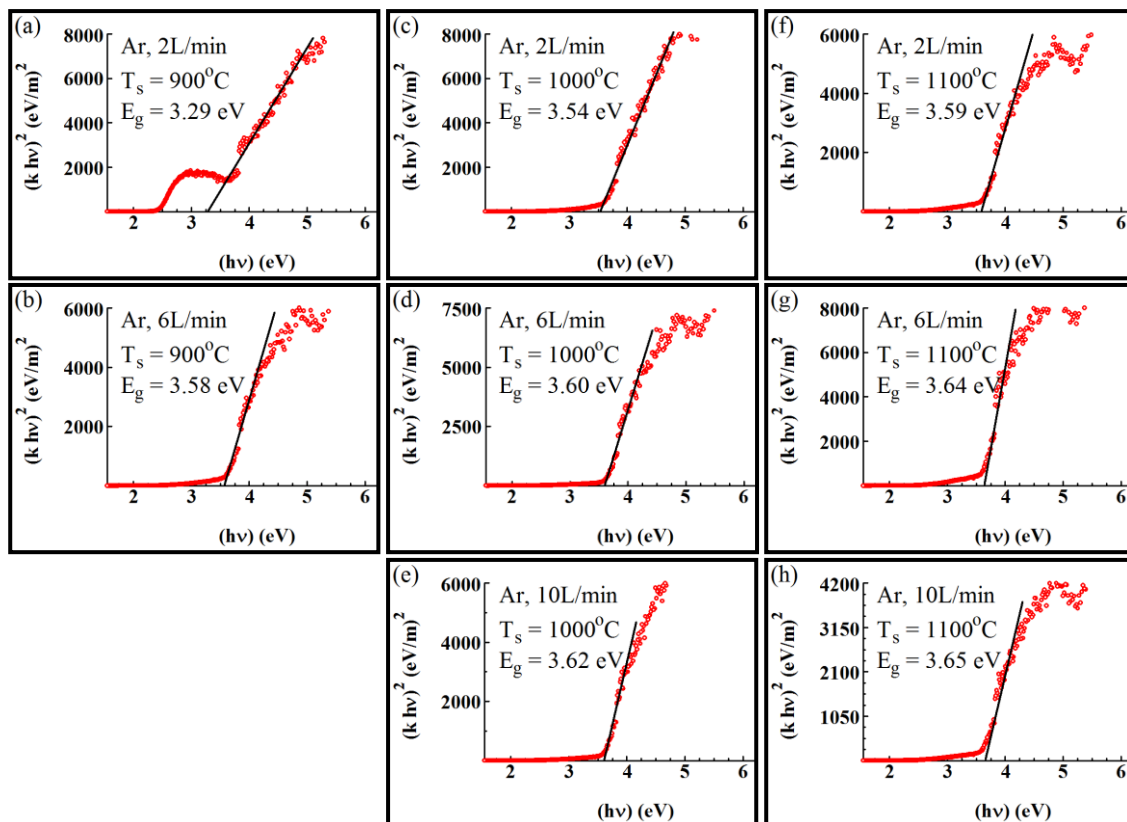 (a)
8000
6000
4000
2000
Ar, 2L/min
T_s = 900°C
E_g = 3.29 eV
(k hν)² (eV/m²)
2 3 4 5 6
(hν) (eV)
(c)
8000
6000
4000
2000
Ar, 2L/min
T_s = 1000°C
E_g = 3.54 eV
(k hν)² (eV/m²)
2 3 4 5 6
(hν) (eV)
(f)
6000
4000
2000
Ar, 2L/min
T_s = 1100°C
E_g = 3.59 eV
(k hν)² (eV/m²)
2 3 4 5 6
(hν) (eV)
(b)
6000
4000
2000
Ar, 6L/min
T_s = 900°C
E_g = 3.58 eV
(k hν)² (eV/m²)
2 3 4 5 6
(hν) (eV)
(d)
7500
5000
2500
Ar, 6L/min
T_s = 1000°C
E_g = 3.60 eV
(k hν)² (eV/m²)
2 3 4 5 6
(hν) (eV)
(g)
8000
6000
4000
2000
Ar, 6L/min
T_s = 1100°C
E_g = 3.64 eV
(k hν)² (eV/m²)
2 3 4 5 6
(hν) (eV)
(e)
6000
4000
2000
Ar, 10L/min
T_s = 1000°C
E_g = 3.62 eV
(k hν)² (eV/m²)
2 3 4 5 6
(hν) (eV)
(h)
4200
3150
2100
1050
Ar, 10L/min
T_s = 1100°C
E_g = 3.65 eV
(k hν)² (eV/m²)
2 3 4 5 6
(hν) (eV)